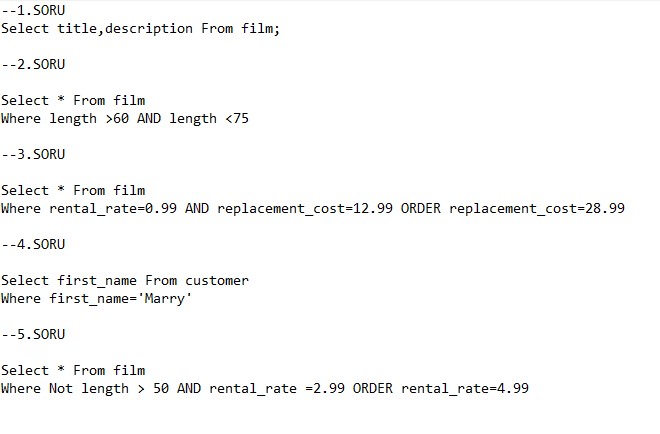 --1.SORU
Select title,description From film;
--2.SORU
Select * From film
Where length >60 AND length <75
--3.SORU
Select * From film
Where rental_rate=0.99 AND replacement_cost=12.99 ORDER replacement_cost=28.99
--4.SORU
Select first_name From customer
Where first_name='Marry'
--5.SORU
Select * From film
Where Not length > 50 AND rental_rate =2.99 ORDER rental_rate=4.99